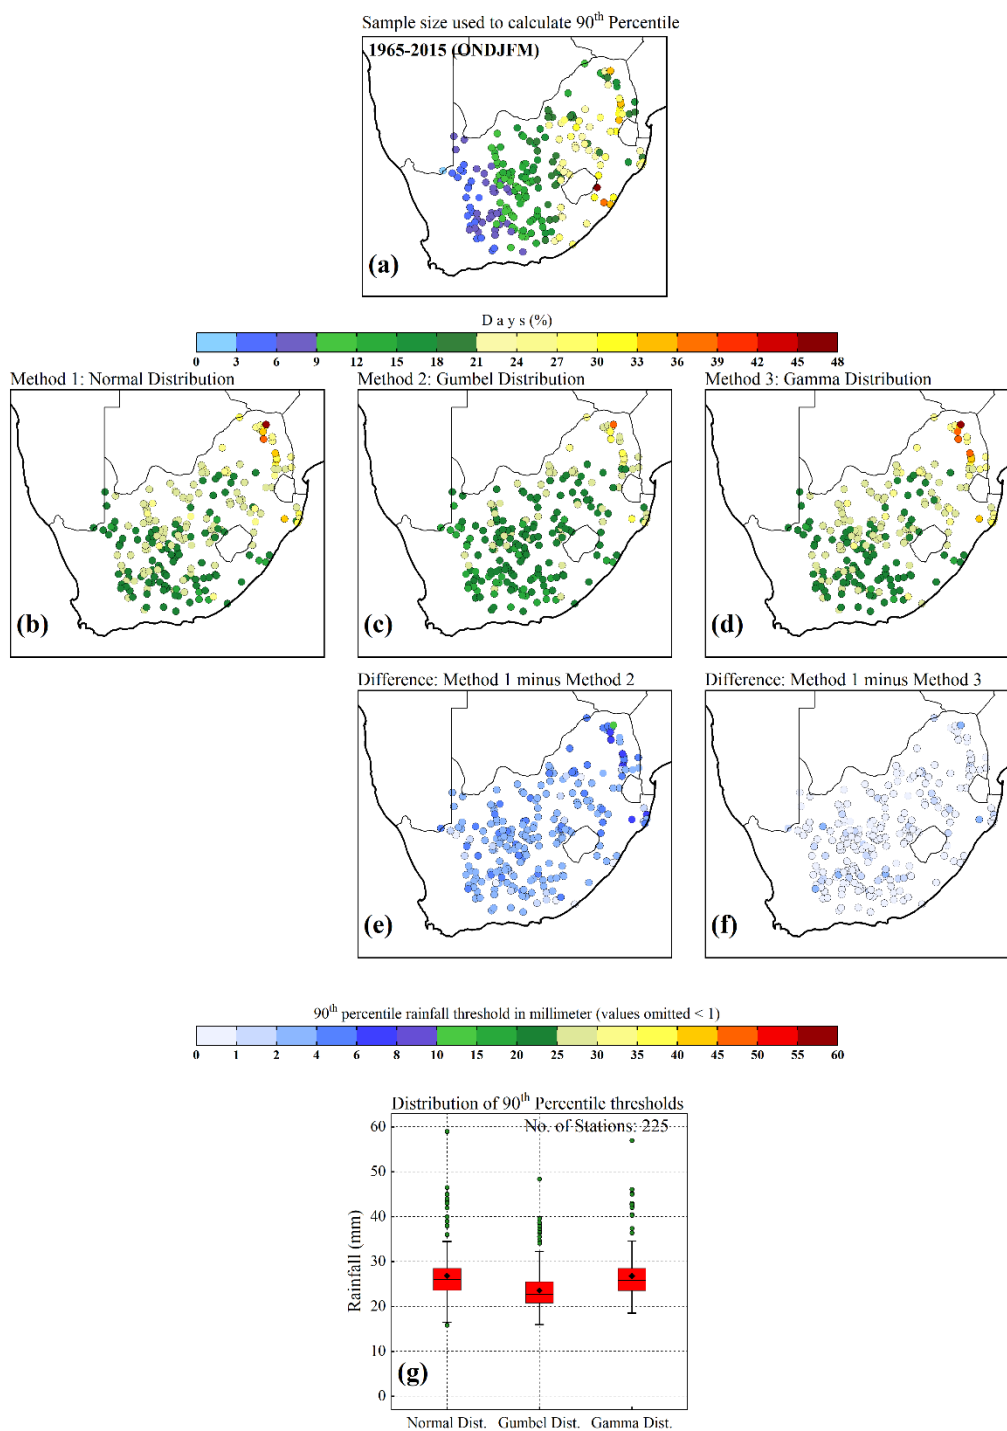 Sample size used to calculate 90th Percentile
1965-2015 (ONDJFM)
(a)
D a y s (%)
0 3 6 9 12 15 18 21 24 27 30 33 36 39 42 45 48
Method 1: Normal Distribution
Method 2: Gumbel Distribution
Method 3: Gamma Distribution
(b)
(c)
(d)
Difference: Method 1 minus Method 2
Difference: Method 1 minus Method 3
(e)
(f)
90th percentile rainfall threshold in millimeter (values omitted < 1)
0 1 2 4 6 8 10 15 20 25 30 35 40 45 50 55 60
Distribution of 90th Percentile thresholds
No. of Stations: 225
60
50
40
30
20
10
0
Rainfall (mm)
(g)
Normal Dist. Gumbel Dist. Gamma Dist.